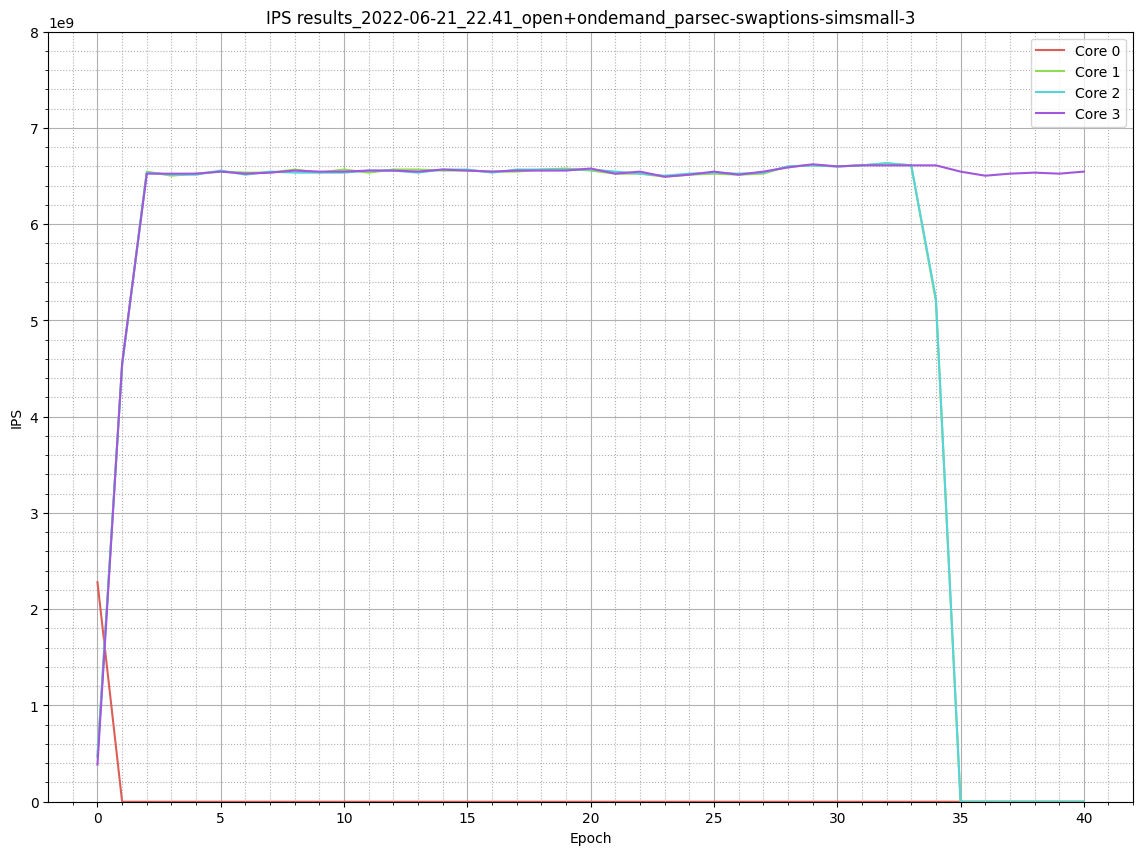 IPS results_2022-06-21_22.41_open+ondemand_parsec-swaptions-simsmall-3
1e9
8
7
6
5
4
3
2
1
0
IPS
Core 0
Core 1
Core 2
Core 3
0 5 10 15 20 25 30 35 40
Epoch